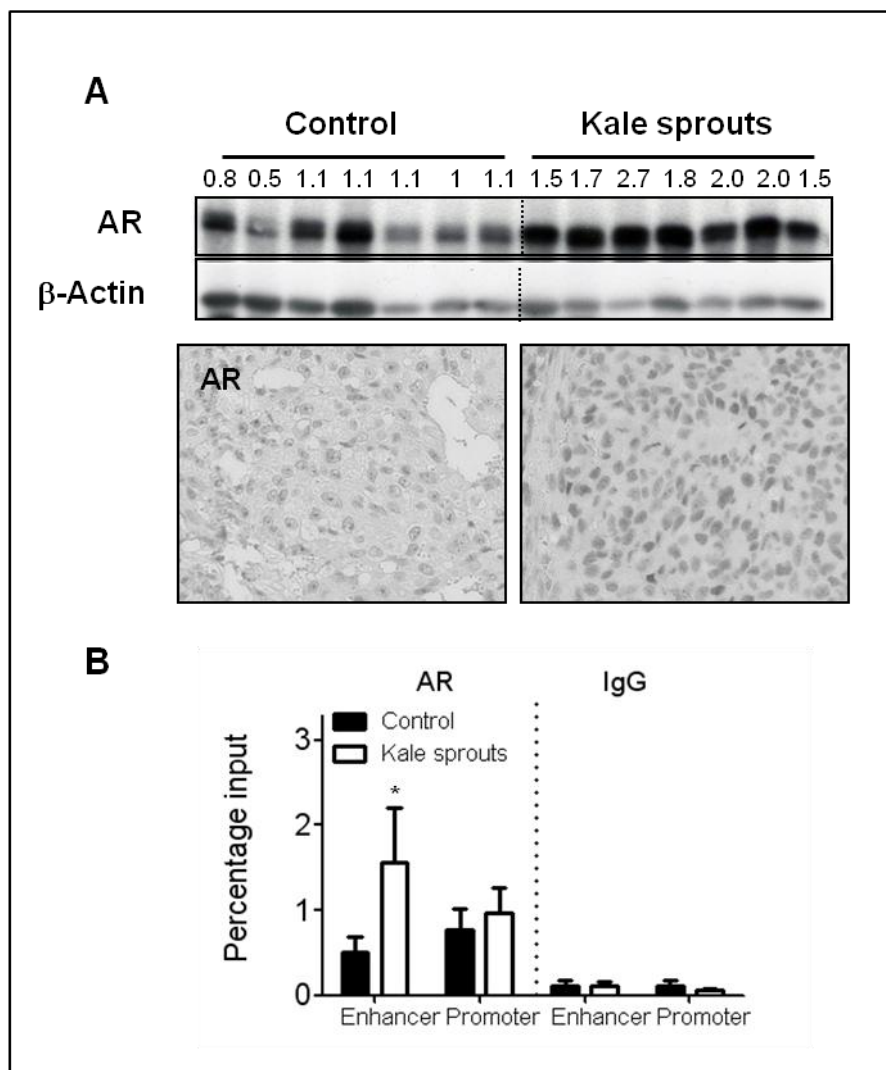 A
Control Kale sprouts
0.8 0.5 1.1 1.1 1.1 1 1.1 1.5 1.7 2.7 1.8 2.0 2.0 1.5
AR
β-Actin
AR
B
AR IgG
Control
Kale sprouts
Percentage input
3
2
1
0
*
Enhancer Promoter Enhancer Promoter